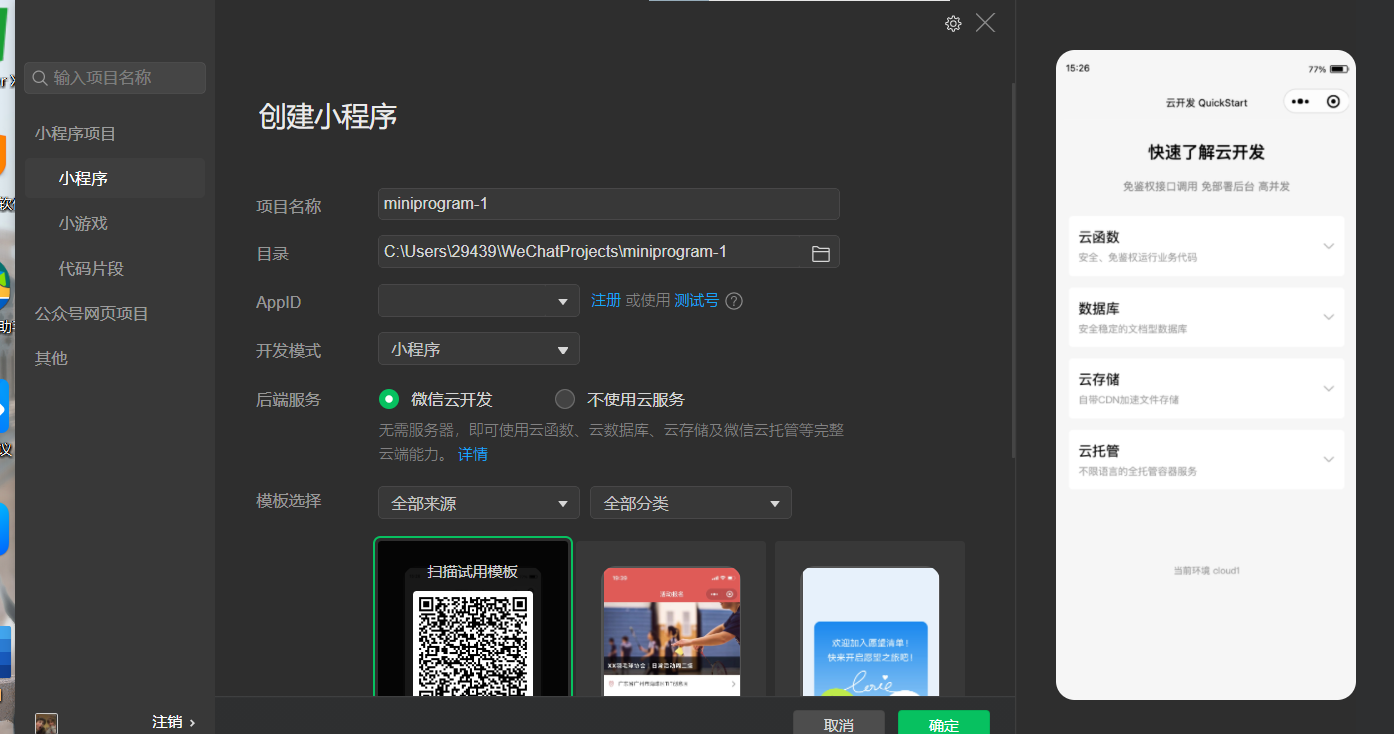 输入项目名称
小程序项目
小程序
小游戏
代码片段
公众号网页项目
其他
注销 ›
创建小程序
项目名称
miniprogram-1
目录
C:\Users\29439\WeChatProjects\miniprogram-1
AppID
注册 或使用 测试号 ?
开发模式
小程序
后端服务
微信云开发
不使用云服务
无需服务器，即可使用云函数、云数据库、云存储及微信云托管等完整
云端能力。 详情
模板选择
全部来源
全部分类
扫描试用模板
活动报名
欢迎加入愿望清单！
快来开启愿望之旅吧！
love
取消
确定
15:26
77%
云开发 QuickStart
快速了解云开发
免鉴权接口调用 免部署后台 高并发
云函数
安全、免鉴权运行业务代码
数据库
安全稳定的文档型数据库
云存储
自带CDN加速文件存储
云托管
不限语言的全托管容器服务
当前环境 cloud1